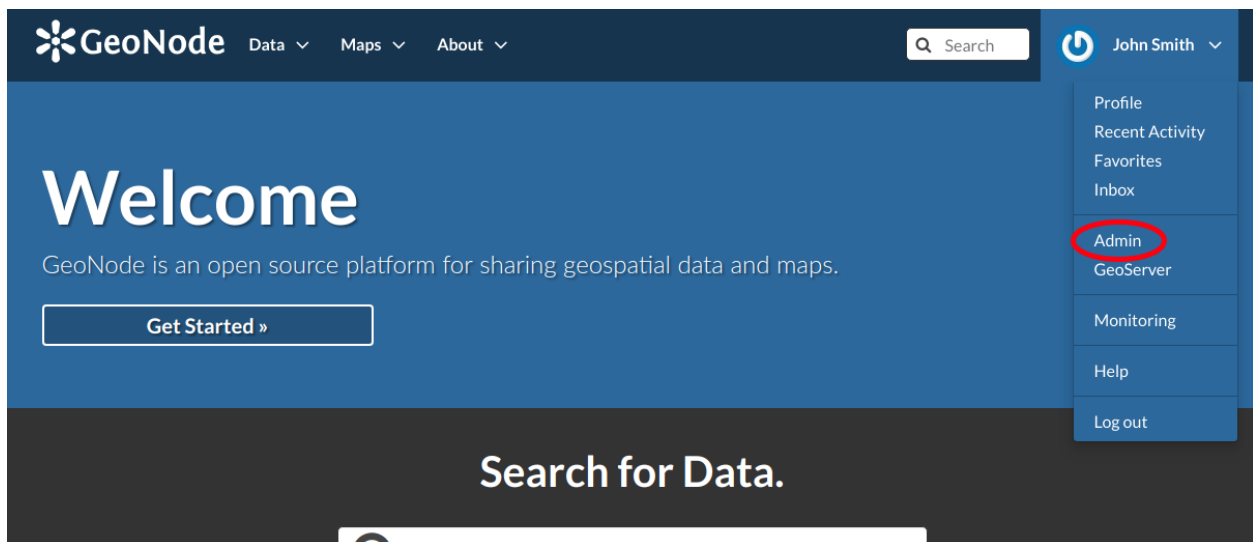 GeoNode Data Maps About Search John Smith
Profile
Recent Activity
Favorites
Inbox
Admin
GeoServer
Monitoring
Help
Log out
Welcome
GeoNode is an open source platform for sharing geospatial data and maps.
Get Started »
Search for Data.